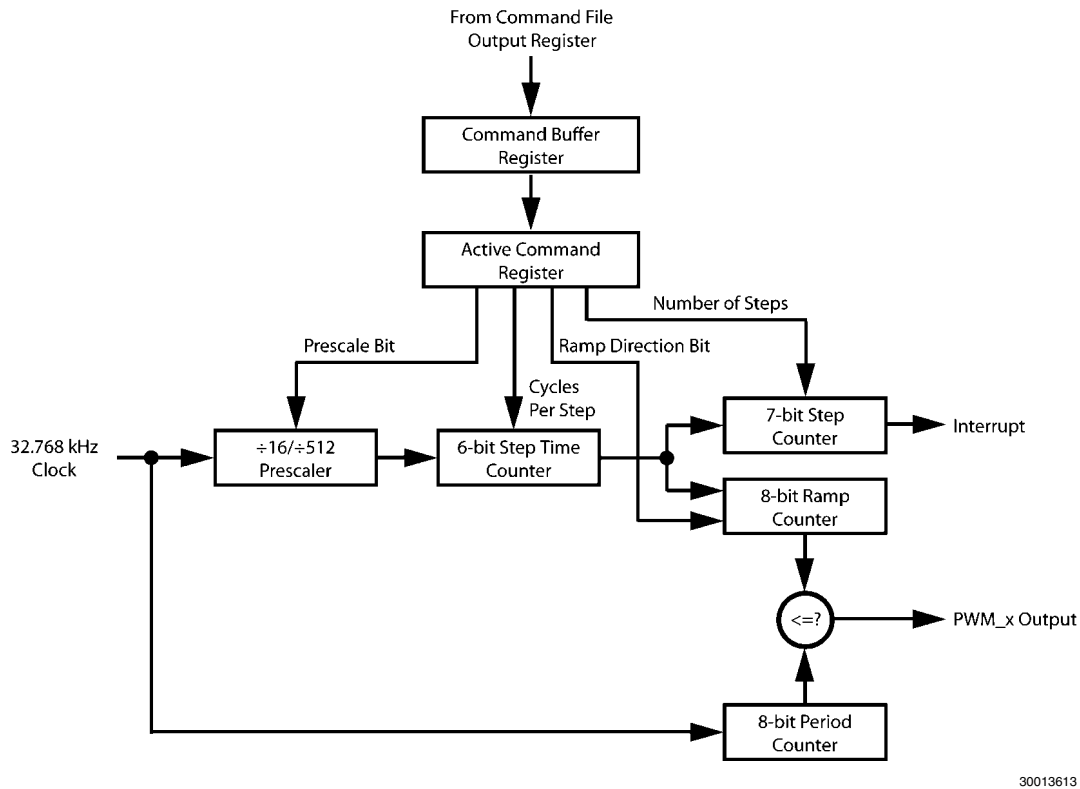 From Command File
Output Register
Command Buffer
Register
Active Command
Register
Number of Steps
Prescale Bit
Ramp Direction Bit
Cycles
Per Step
7-bit Step
Counter
Interrupt
32.768 kHz
Clock
÷16/÷512
Prescaler
6-bit Step Time
Counter
8-bit Ramp
Counter
<=?
PWM_x Output
8-bit Period
Counter
30013613